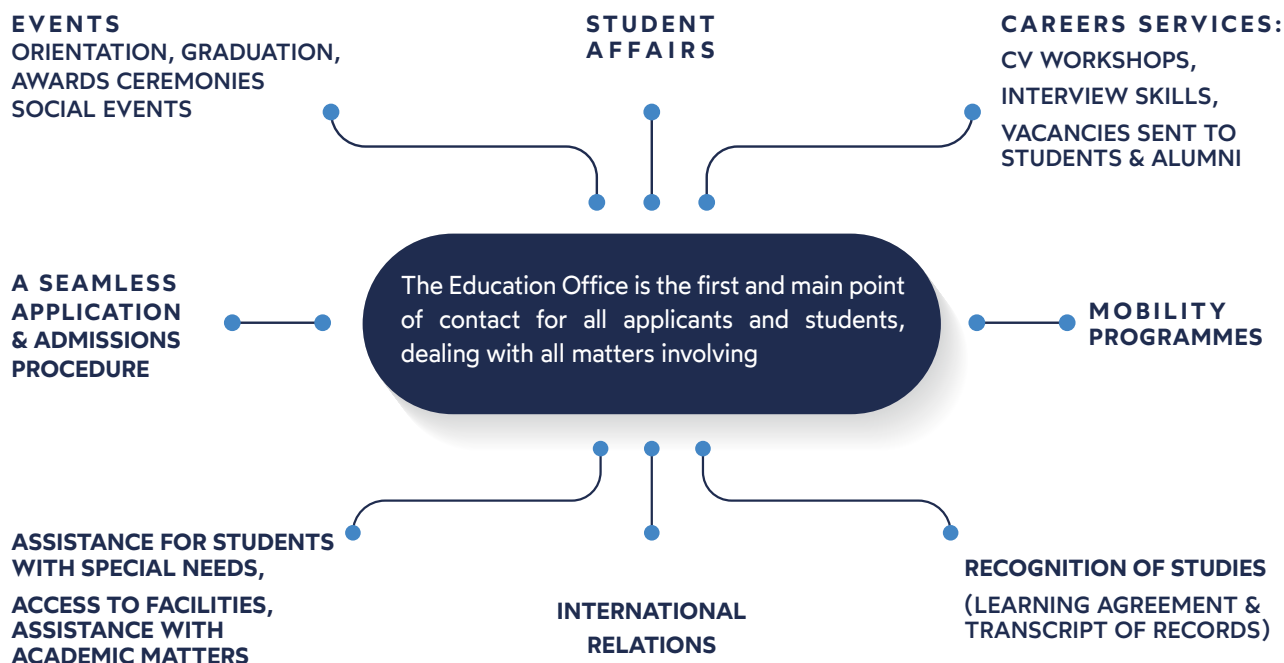 EVENTS
ORIENTATION, GRADUATION,
AWARDS CEREMONIES
SOCIAL EVENTS
STUDENT
AFFAIRS
CAREERS SERVICES:
CV WORKSHOPS,
INTERVIEW SKILLS,
VACANCIES SENT TO
STUDENTS & ALUMNI
A SEAMLESS
APPLICATION
& ADMISSIONS
PROCEDURE
The Education Office is the first and main point
of contact for all applicants and students,
dealing with all matters involving
MOBILITY
PROGRAMMES
ASSISTANCE FOR STUDENTS
WITH SPECIAL NEEDS,
ACCESS TO FACILITIES,
ASSISTANCE WITH
ACADEMIC MATTERS
INTERNATIONAL
RELATIONS
RECOGNITION OF STUDIES
(LEARNING AGREEMENT &
TRANSCRIPT OF RECORDS)